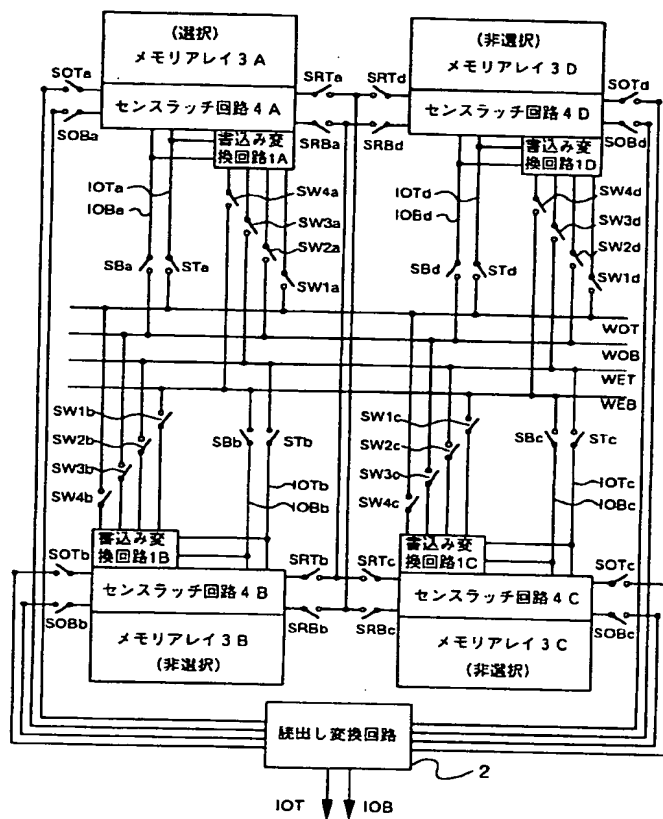 (選択)
メモリアレイ3A
(非選択)
メモリアレイ3D
SOTa
SRTa
SRTd
SOTd
センスラッチ回路4A
センスラッチ回路4D
SOBa
SRBa
SRBd
SOBd
書込み変
換回路1A
書込み変
換回路1D
IOTa
IOBa
SW4a
SW3a
SW2a
SW1a
IOTd
IOBd
SW4d
SW3d
SW2d
SW1d
SBa
STa
SBd
STd
WOT
WOB
WET
WEB
SW1b
SW2b
SW3b
SW4b
SBb
STb
IOTb
IOBb
SW1c
SW2c
SW3c
SW4c
SBc
STc
IOTc
IOBc
書込み変
換回路1B
書込み変
換回路1C
SOTb
SRTb
SRTc
SOTc
センスラッチ回路4B
センスラッチ回路4C
SOBb
SRBb
SRBc
SOBc
メモリアレイ3B
(非選択)
メモリアレイ3C
(非選択)
読出し変換回路
2
IOT
IOB